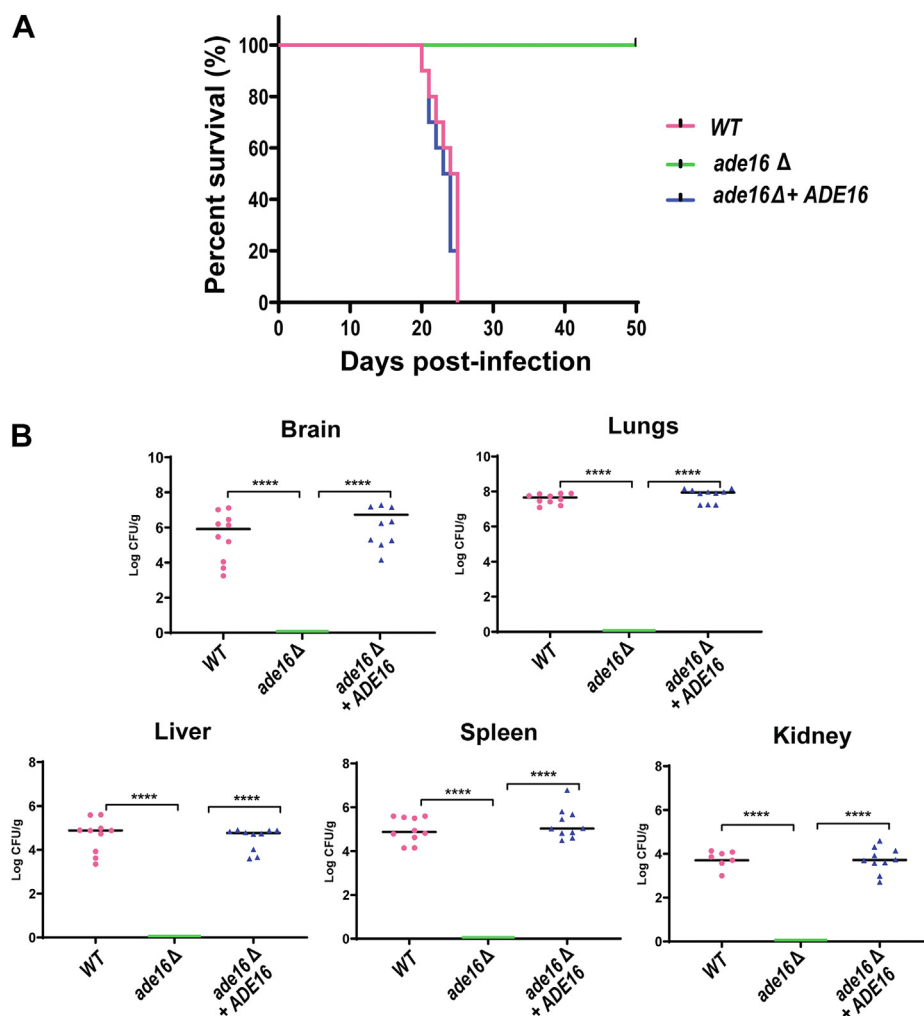 A
Percent survival (%)
100
80
60
40
20
0
0 10 20 30 40 50
Days post-infection
WT
ade16 Δ
ade16Δ+ ADE16
B
Brain
Log CFU/g
10
8
6
4
2
0
**** ****
WT
ade16Δ
ade16Δ
+ ADE16
Lungs
Log CFU/g
10
8
6
4
2
0
**** ****
WT
ade16Δ
ade16Δ
+ ADE16
Liver
Log CFU/g
8
6
4
2
0
**** ****
WT
ade16Δ
ade16Δ
+ ADE16
Spleen
Log CFU/g
8
6
4
2
0
**** ****
WT
ade16Δ
ade16Δ
+ ADE16
Kidney
Log CFU/g
8
6
4
2
0
**** ****
WT
ade16Δ
ade16Δ
+ ADE16